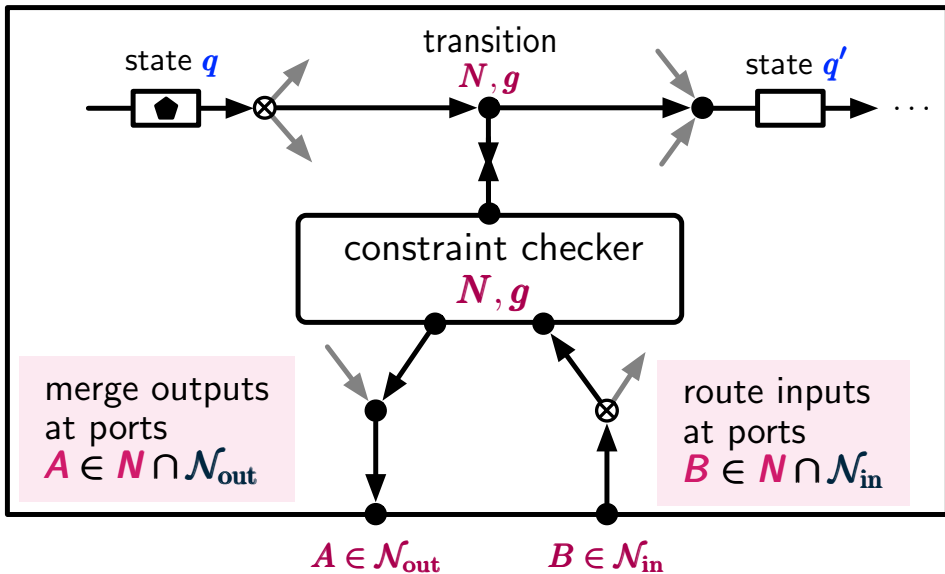 transition
state q
N, g
state q′
···
constraint checker
N, g
merge outputs
at ports
A ∈ N ∩ 𝒩out
route inputs
at ports
B ∈ N ∩ 𝒩in
A ∈ 𝒩out
B ∈ 𝒩in